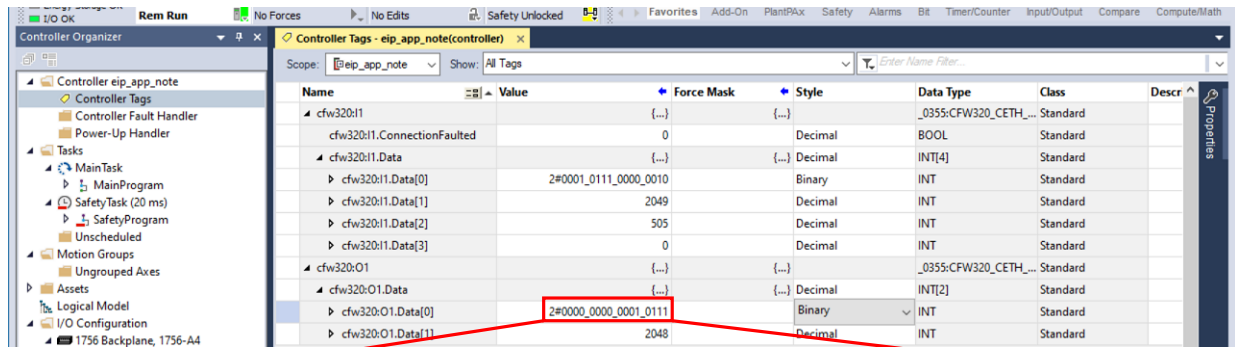 I/O OK Rem Run No Forces No Edits Safety Unlocked Favorites Add-On PlantPAx Safety Alarms Bit Timer/Counter Input/Output Compare Compute/Math
Controller Organizer
Controller Tags - eip_app_note(controller)
Scope: eip_app_note Show: All Tags Enter Name Filter...
Controller eip_app_note
Controller Tags
Controller Fault Handler
Power-Up Handler
Tasks
MainTask
MainProgram
SafetyTask (20 ms)
SafetyProgram
Unscheduled
Motion Groups
Ungrouped Axes
Assets
Logical Model
I/O Configuration
1756 Backplane, 1756-A4
Name Value Force Mask Style Data Type Class Descr
cfw320:I1 {...} {...} _0355:CFW320_CETH_... Standard
cfw320:I1.ConnectionFaulted 0 Decimal BOOL Standard
cfw320:I1.Data {...} {...} Decimal INT[4] Standard
cfw320:I1.Data[0] 2#0001_0111_0000_0010 Binary INT Standard
cfw320:I1.Data[1] 2049 Decimal INT Standard
cfw320:I1.Data[2] 505 Decimal INT Standard
cfw320:I1.Data[3] 0 Decimal INT Standard
cfw320:O1 {...} {...} _0355:CFW320_CETH_... Standard
cfw320:O1.Data {...} {...} Decimal INT[2] Standard
cfw320:O1.Data[0] 2#0000_0000_0001_0111 Binary INT Standard
cfw320:O1.Data[1] 2048 Decimal INT Standard
Properties